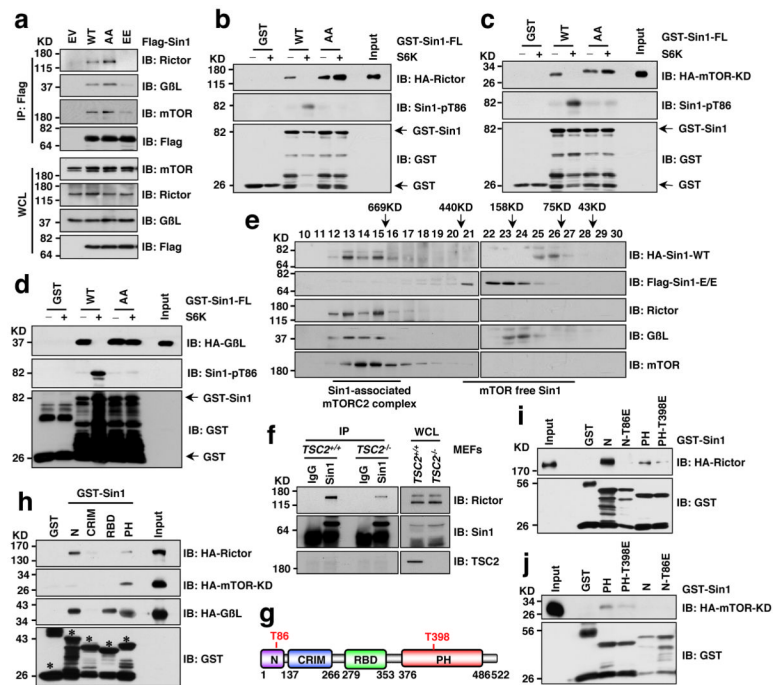 a
KD
EV WT AA EE Flag-Sin1
IP: Flag
180
115
IB: Rictor
37
IB: GβL
180
IB: mTOR
82
64
IB: Flag
WCL
180
IB: mTOR
180
115
IB: Rictor
37
IB: GβL
82
64
IB: Flag
b
GST WT AA Input GST-Sin1-FL
KD
– + – + – + S6K
180
115
IB: HA-Rictor
82
IB: Sin1-pT86
82
GST-Sin1
IB: GST
26
GST
c
GST WT AA Input GST-Sin1-FL
KD
– + – + – + S6K
34
26
IB: HA-mTOR-KD
82
IB: Sin1-pT86
82
GST-Sin1
IB: GST
26
GST
d
GST WT AA Input GST-Sin1-FL
KD
– + – + – + S6K
37
IB: HA-GβL
82
IB: Sin1-pT86
82
GST-Sin1
IB: GST
26
GST
e
669KD 440KD 158KD 75KD 43KD
10 11 12 13 14 15 16 17 18 19 20 21 22 23 24 25 26 27 28 29 30
82
64
IB: HA-Sin1-WT
82
64
IB: Flag-Sin1-E/E
180
115
IB: Rictor
37
IB: GβL
180
IB: mTOR
Sin1-associated
mTORC2 complex
mTOR free Sin1
f
IP WCL
TSC2+/+ TSC2-/- TSC2+/+ TSC2-/- MEFs
KD
IgG Sin1 IgG Sin1
180
115
IB: Rictor
82
64
IB: Sin1
180
IB: TSC2
g
T86 T398
N CRIM RBD PH
1 137 266 279 353 376 486 522
h
GST-Sin1
KD
GST N CRIM RBD PH Input
170
130
IB: HA-Rictor
34
26
IB: HA-mTOR-KD
43
34
IB: HA-GβL
43
* * * * *
IB: GST
26
i
Input GST N N-T86E PH PH-T398E GST-Sin1
KD
170
IB: HA-Rictor
56
43
34
IB: GST
26
j
Input GST PH PH-T398E N N-T86E GST-Sin1
KD
34
26
IB: HA-mTOR-KD
56
43
34
IB: GST
26